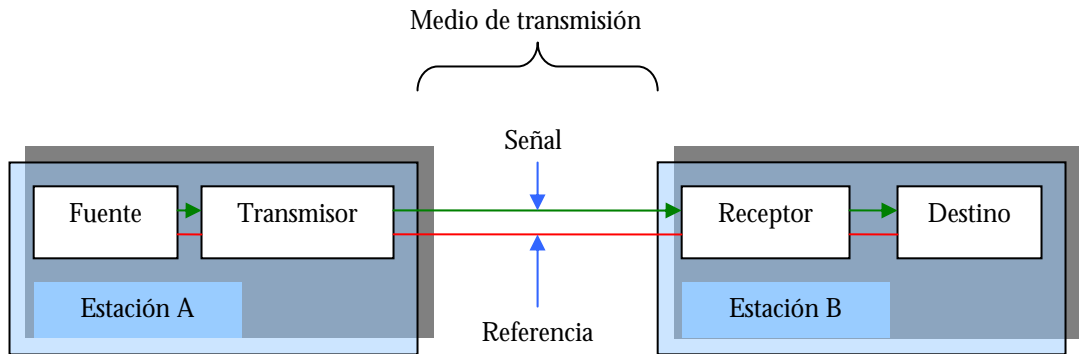 Medio de transmisión
Señal
Fuente
Transmisor
Receptor
Destino
Estación A
Estación B
Referencia